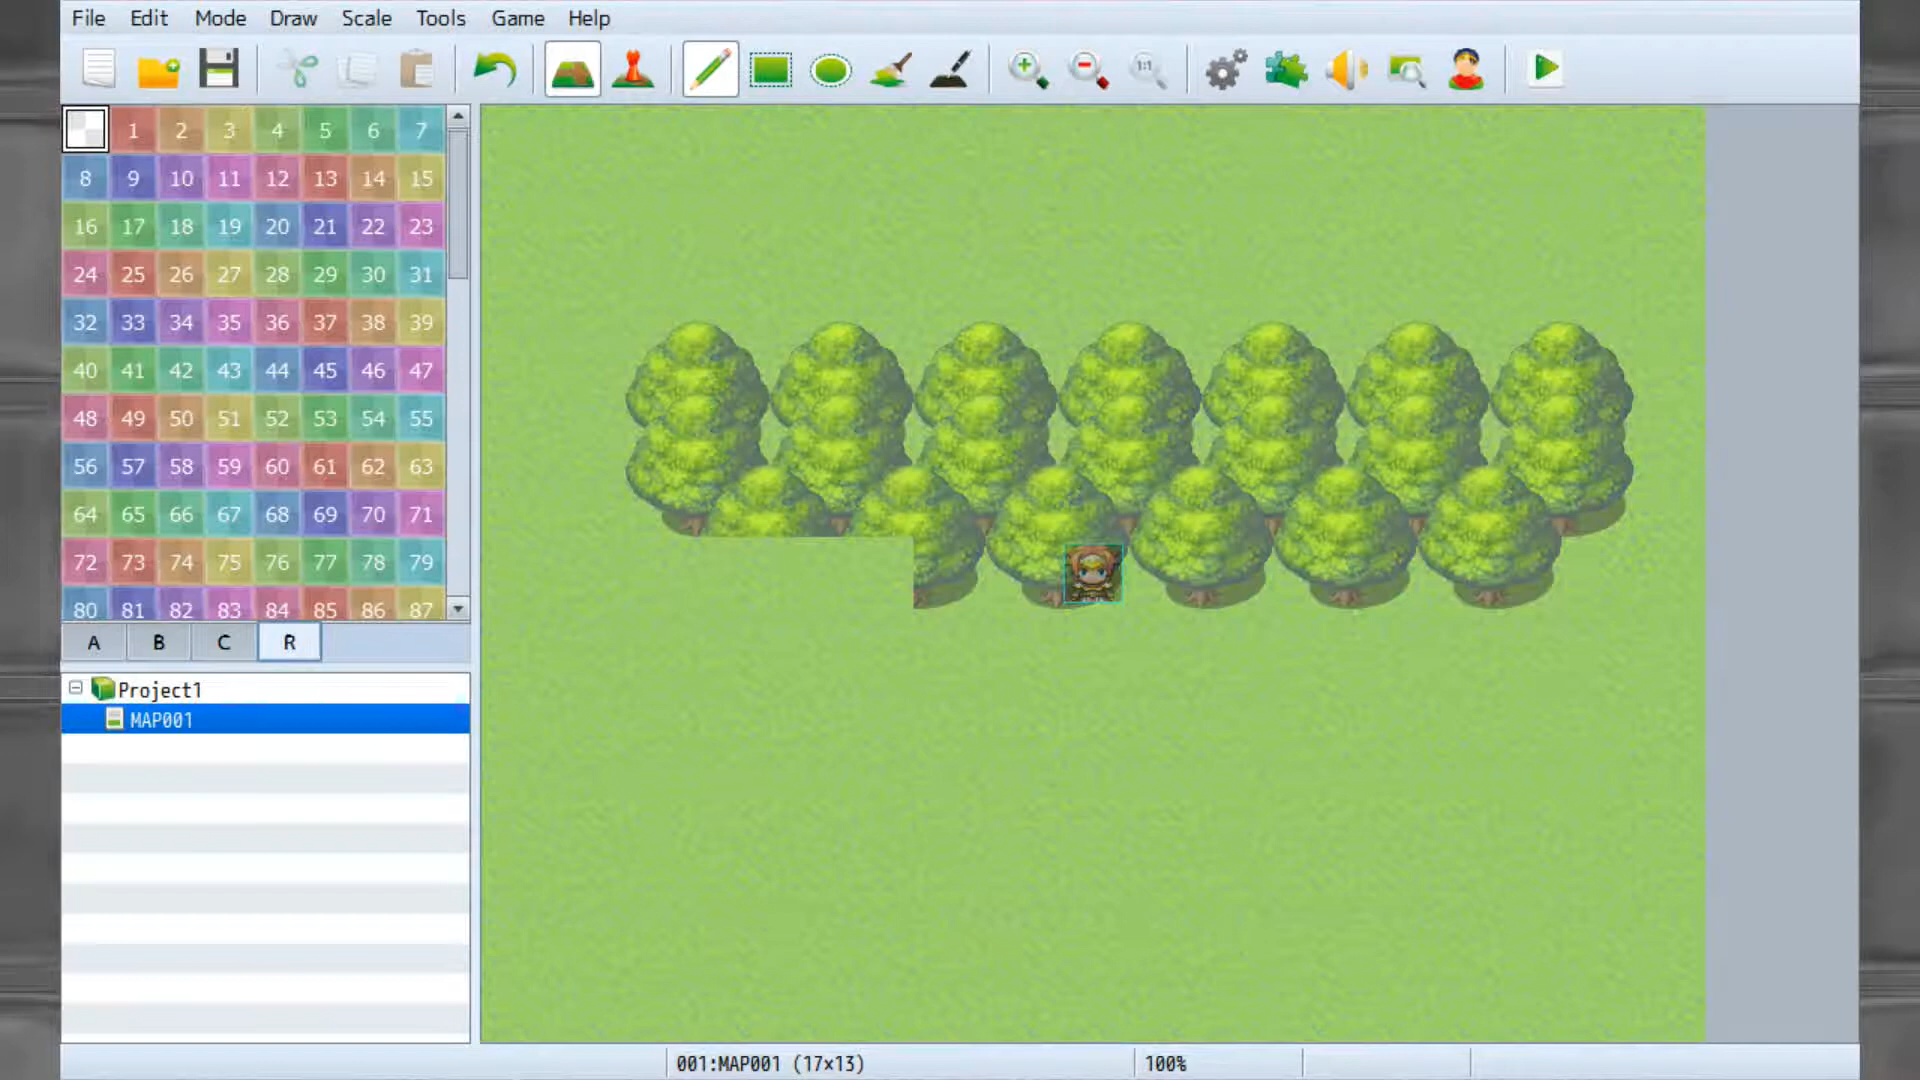 File Edit Mode Draw Scale Tools Game Help
1:1
1 2 3 4 5 6 7
8 9 10 11 12 13 14 15
16 17 18 19 20 21 22 23
24 25 26 27 28 29 30 31
32 33 34 35 36 37 38 39
40 41 42 43 44 45 46 47
48 49 50 51 52 53 54 55
56 57 58 59 60 61 62 63
64 65 66 67 68 69 70 71
72 73 74 75 76 77 78 79
80 81 82 83 84 85 86 87
A B C R
Project1
MAP001
001:MAP001 (17×13) 100%